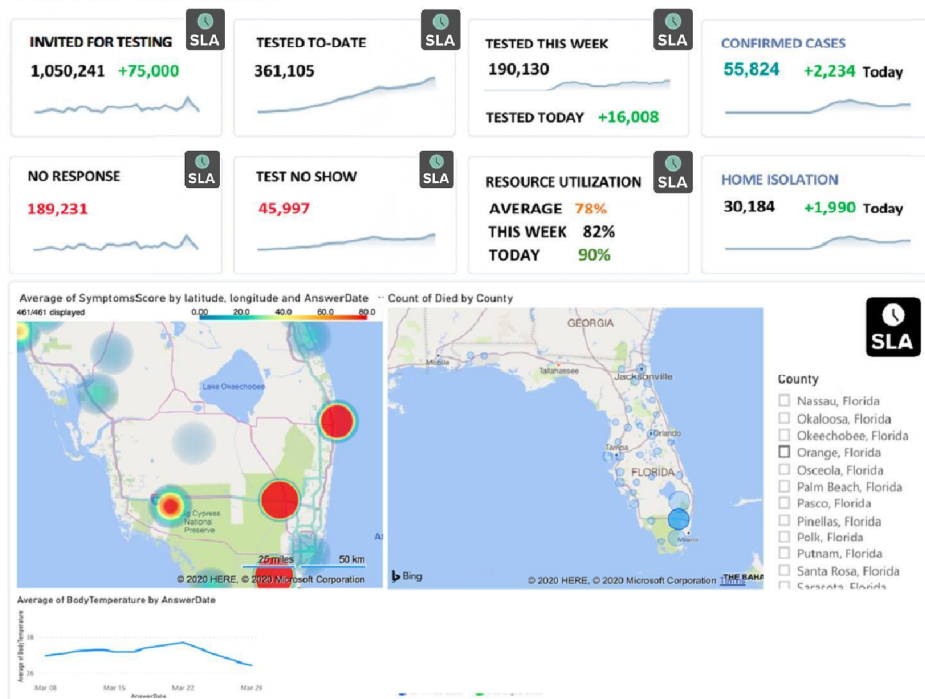 INVITED FOR TESTING
SLA
1,050,241 +75,000
TESTED TO-DATE
SLA
361,105
TESTED THIS WEEK
SLA
190,130
TESTED TODAY +16,008
CONFIRMED CASES
55,824 +2,234 Today
NO RESPONSE
SLA
189,231
TEST NO SHOW
SLA
45,997
RESOURCE UTILIZATION
SLA
AVERAGE 78%
THIS WEEK 82%
TODAY 90%
HOME ISOLATION
30,184 +1,990 Today
Average of SymptomsScore by latitude, longitude and AnswerDate
461/461 displayed
0.00 20.0 40.0 60.0 80.0
Lake Okeechobee
g Cypress
National
Preserve
25 miles 50 km
© 2020 HERE, © 2020 Microsoft Corporation
Count of Died by County
GEORGIA
Mobile
Tallahassee
Jacksonville
Orlando
Tampa
FLORIDA
Miami
Bing
© 2020 HERE, © 2020 Microsoft Corporation Terms
THE BAHA
SLA
County
Nassau, Florida
Okaloosa, Florida
Okeechobee, Florida
Orange, Florida
Osceola, Florida
Palm Beach, Florida
Pasco, Florida
Pinellas, Florida
Polk, Florida
Putnam, Florida
Santa Rosa, Florida
Sarasota, Florida
Average of BodyTemperature by AnswerDate
Average of BodyTemperature
38
Mar 08 Mar 15 Mar 22 Mar 29
AnswerDate